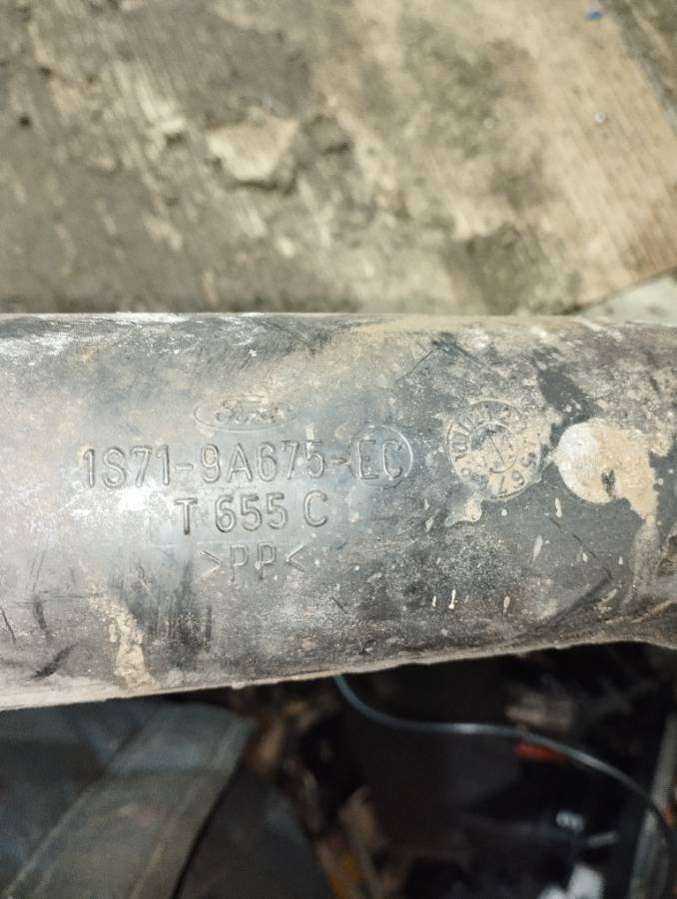 Ford
1S71-9A675-EC
T 655 C
>PP<